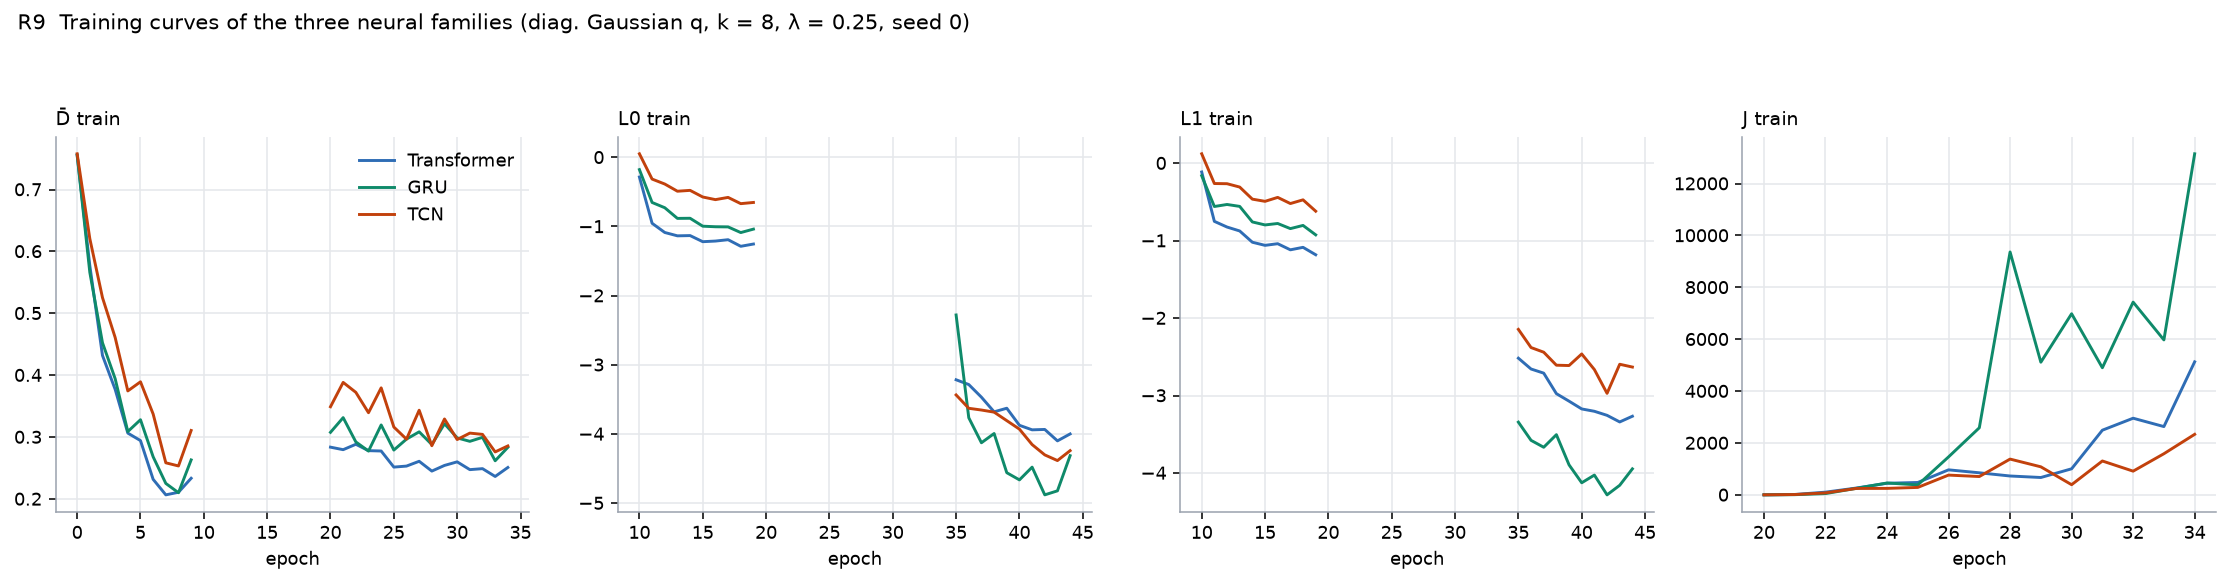 R9  Training curves of the three neural families (diag. Gaussian q, k = 8, λ = 0.25, seed 0)
D̄ train
Transformer
GRU
TCN
0.7
0.6
0.5
0.4
0.3
0.2
0 5 10 15 20 25 30 35
epoch
L0 train
0
−1
−2
−3
−4
−5
10 15 20 25 30 35 40 45
epoch
L1 train
0
−1
−2
−3
−4
10 15 20 25 30 35 40 45
epoch
J train
12000
10000
8000
6000
4000
2000
0
20 22 24 26 28 30 32 34
epoch